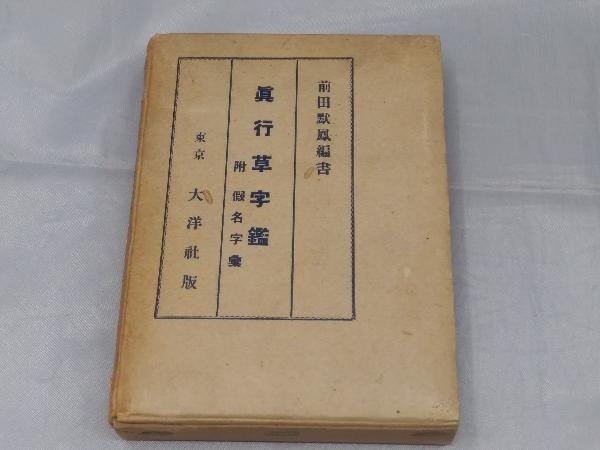 前田默鳳編書
眞行草字鑑
附假名字彙
東京 大洋社版